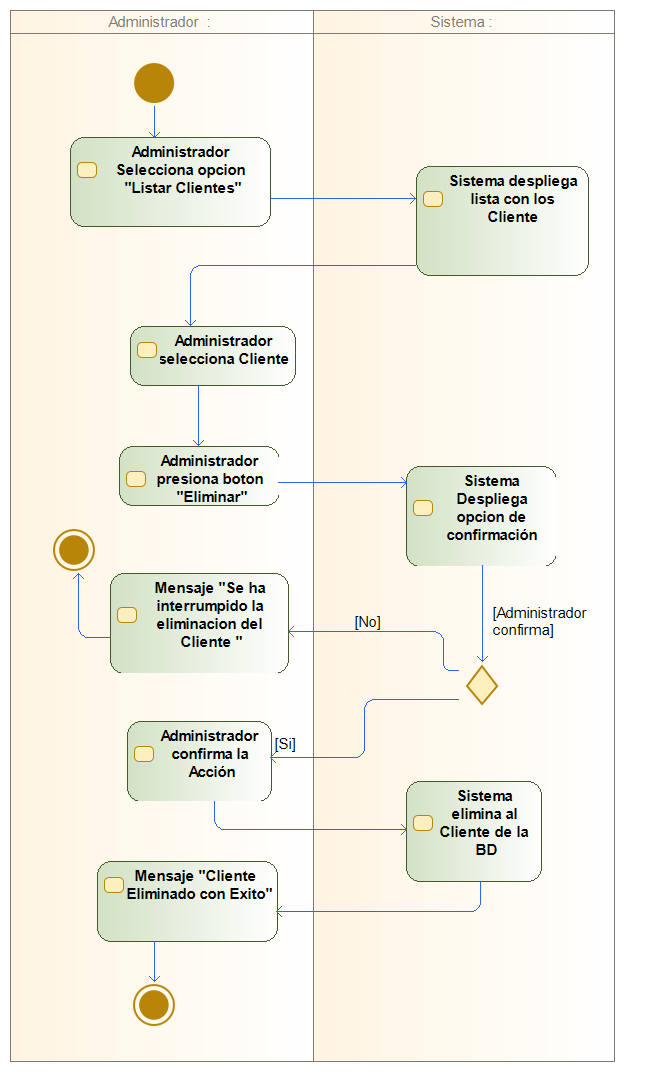 Administrador :
Sistema :
Administrador
Selecciona opcion
"Listar Clientes"
Sistema despliega
lista con los
Cliente
Administrador
selecciona Cliente
Administrador
presiona boton
"Eliminar"
Sistema
Despliega
opcion de
confirmación
Mensaje "Se ha
interrumpido la
eliminacion del
Cliente "
[No]
[Administrador
confirma]
Administrador
confirma la
Acción
[Si]
Sistema
elimina al
Cliente de la
BD
Mensaje "Cliente
Eliminado con Exito"